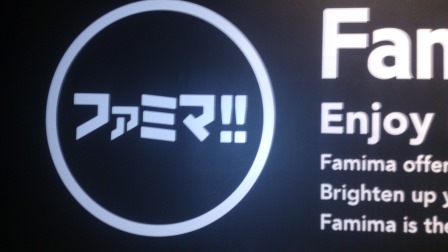 ファミマ!!
Fam
Enjoy
Famima offer
Brighten up y
Famima is the